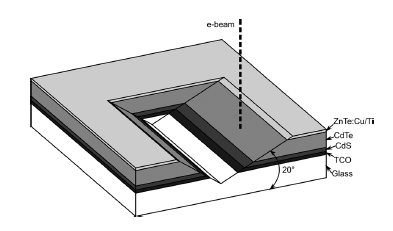 e-beam
ZnTe:Cu/Ti
CdTe
CdS
TCO
20°
Glass